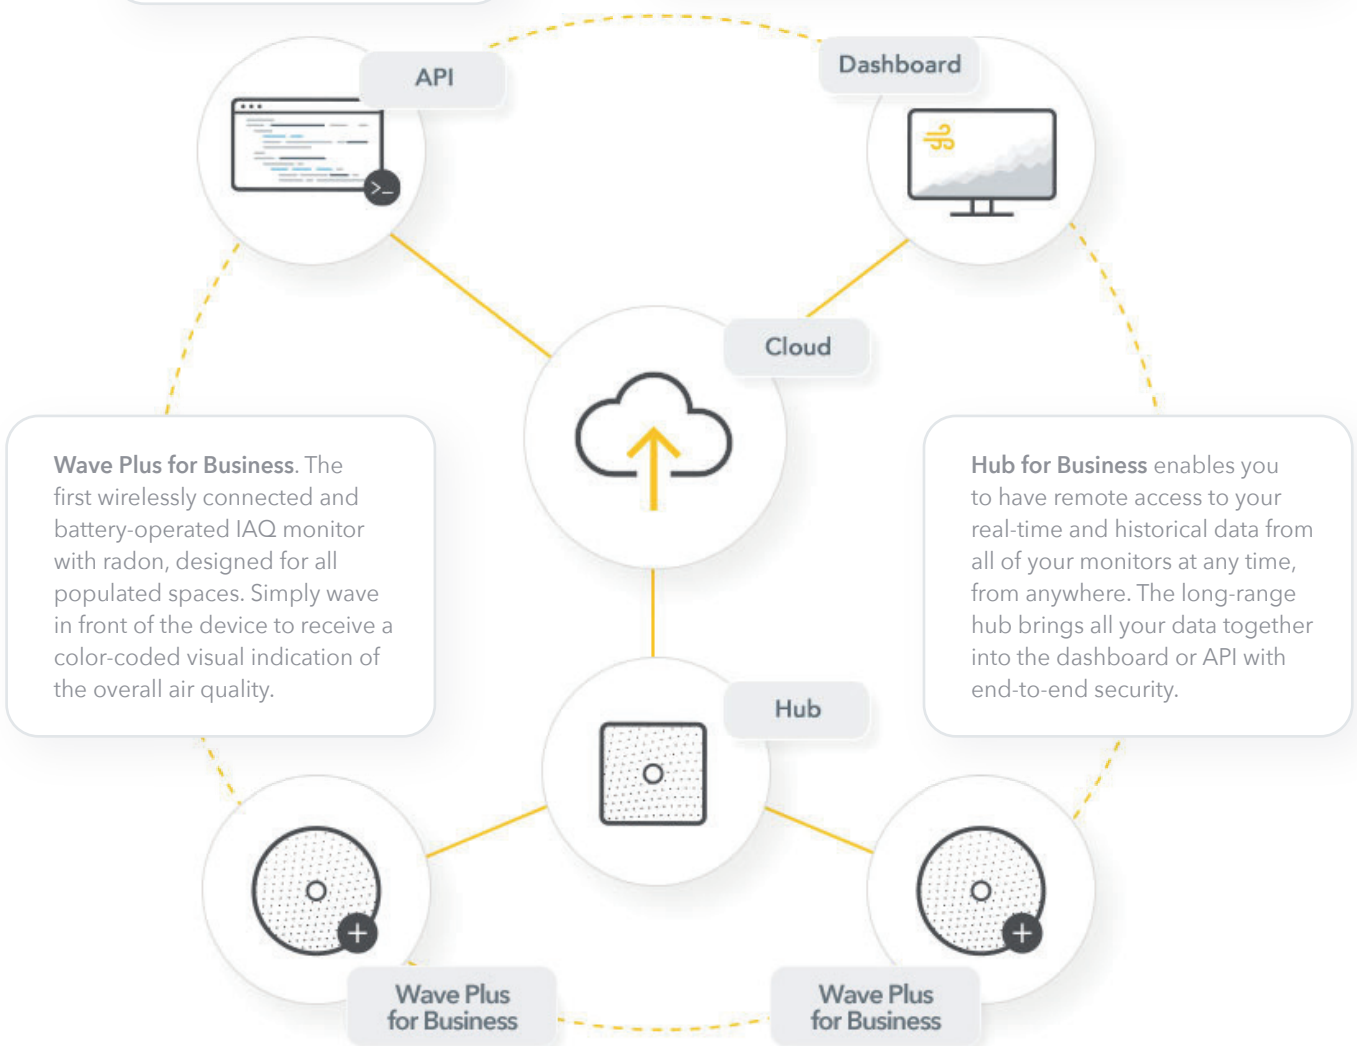 API
Dashboard
Cloud
Wave Plus for Business. The
first wirelessly connected and
battery-operated IAQ monitor
with radon, designed for all
populated spaces. Simply wave
in front of the device to receive a
color-coded visual indication of
the overall air quality.
Hub for Business enables you
to have remote access to your
real-time and historical data from
all of your monitors at any time,
from anywhere. The long-range
hub brings all your data together
into the dashboard or API with
end-to-end security.
Hub
Wave Plus
for Business
Wave Plus
for Business